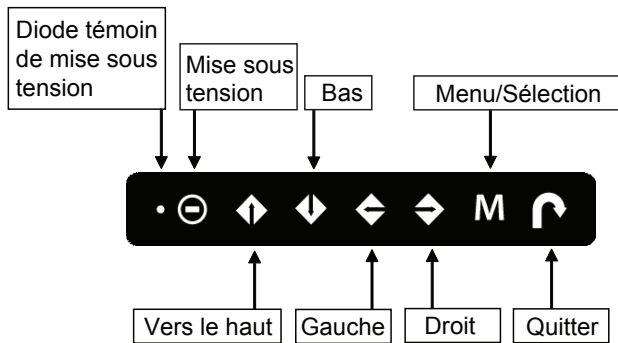 Diode témoin
de mise sous
tension
Mise sous
tension
Bas
Menu/Sélection
M
Vers le haut
Gauche
Droit
Quitter